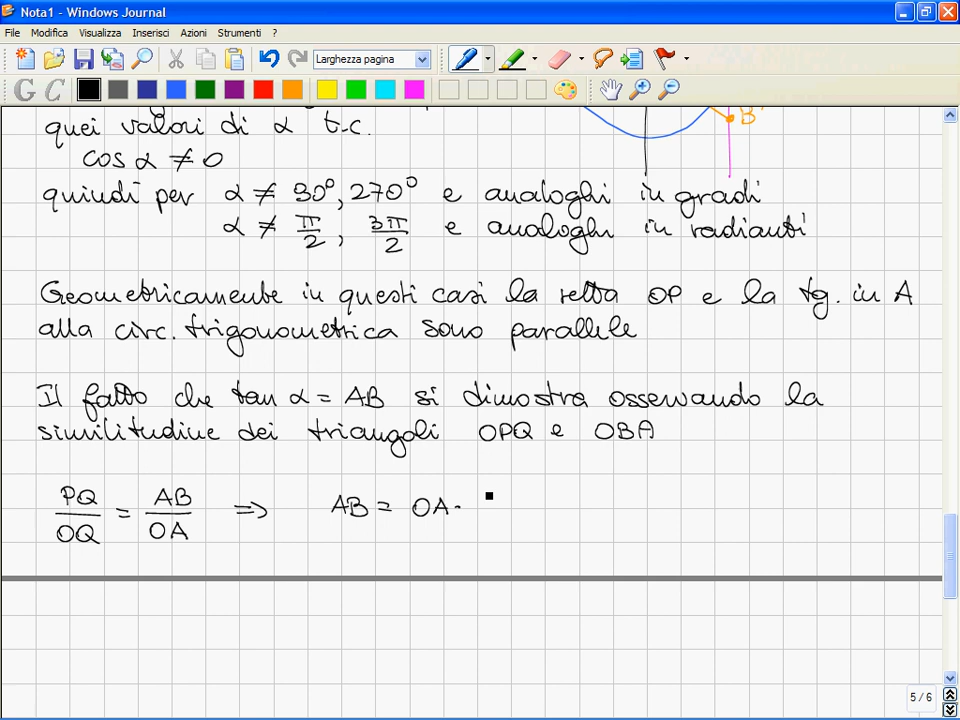 Nota1 - Windows Journal
File Modifica Visualizza Inserisci Azioni Strumenti ?
Larghezza pagina
quei valori di α t.c.
B'
cos α ≠ 0
quindi per α ≠ 90°, 270° e analoghi in gradi
α ≠ π/2, 3π/2 e analoghi in radianti
Geometricamente in questi casi la retta OP e la tg. in A
alla circ. trigonometrica sono parallele
Il fatto che tan α = AB si dimostra osservando la
similitudine dei triangoli OPQ e OBA
PQ/OQ = AB/OA ⇒ AB = OA ·
5 / 6